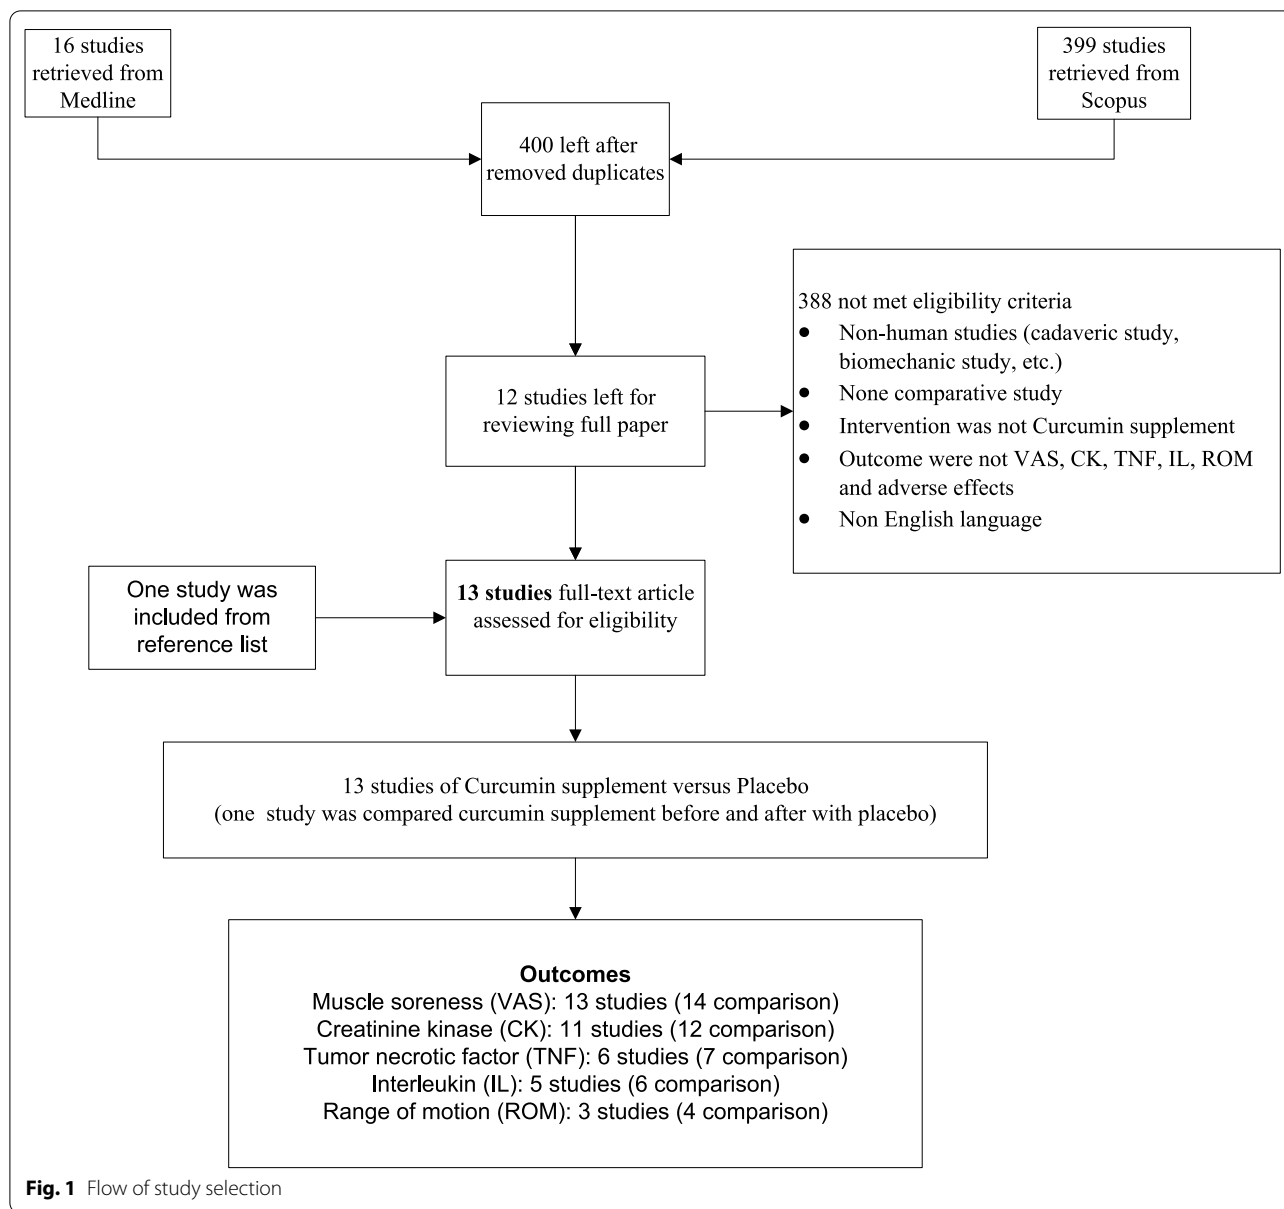 16 studies
retrieved from
Medline
399 studies
retrieved from
Scopus
400 left after
removed duplicates
388 not met eligibility criteria
● Non-human studies (cadaveric study,
biomechanic study, etc.)
● None comparative study
● Intervention was not Curcumin supplement
● Outcome were not VAS, CK, TNF, IL, ROM
and adverse effects
● Non English language
12 studies left for
reviewing full paper
One study was
included from
reference list
13 studies full-text article
assessed for eligibility
13 studies of Curcumin supplement versus Placebo
(one study was compared curcumin supplement before and after with placebo)
Outcomes
Muscle soreness (VAS): 13 studies (14 comparison)
Creatinine kinase (CK): 11 studies (12 comparison)
Tumor necrotic factor (TNF): 6 studies (7 comparison)
Interleukin (IL): 5 studies (6 comparison)
Range of motion (ROM): 3 studies (4 comparison)
Fig. 1 Flow of study selection